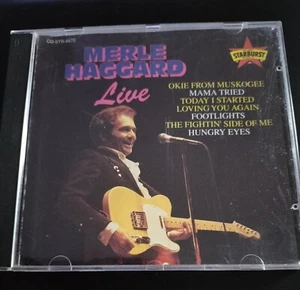 MERLE
HAGGARD
Live
STARBURST
OKIE FROM MUSKOGEE
MAMA TRIED
TODAY I STARTED
LOVING YOU AGAIN
FOOTLIGHTS
THE FIGHTIN' SIDE OF ME
HUNGRY EYES